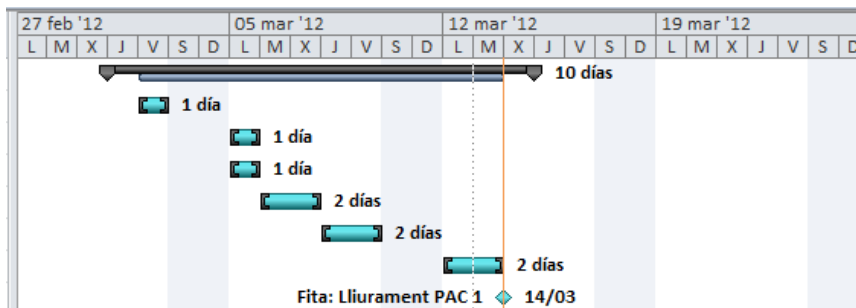 27 feb '12 05 mar '12 12 mar '12 19 mar '12
L M X J V S D L M X J V S D L M X J V S D L M X J V S D
10 días
1 día
1 día
1 día
2 días
2 días
2 días
Fita: Lliurament PAC 1 14/03